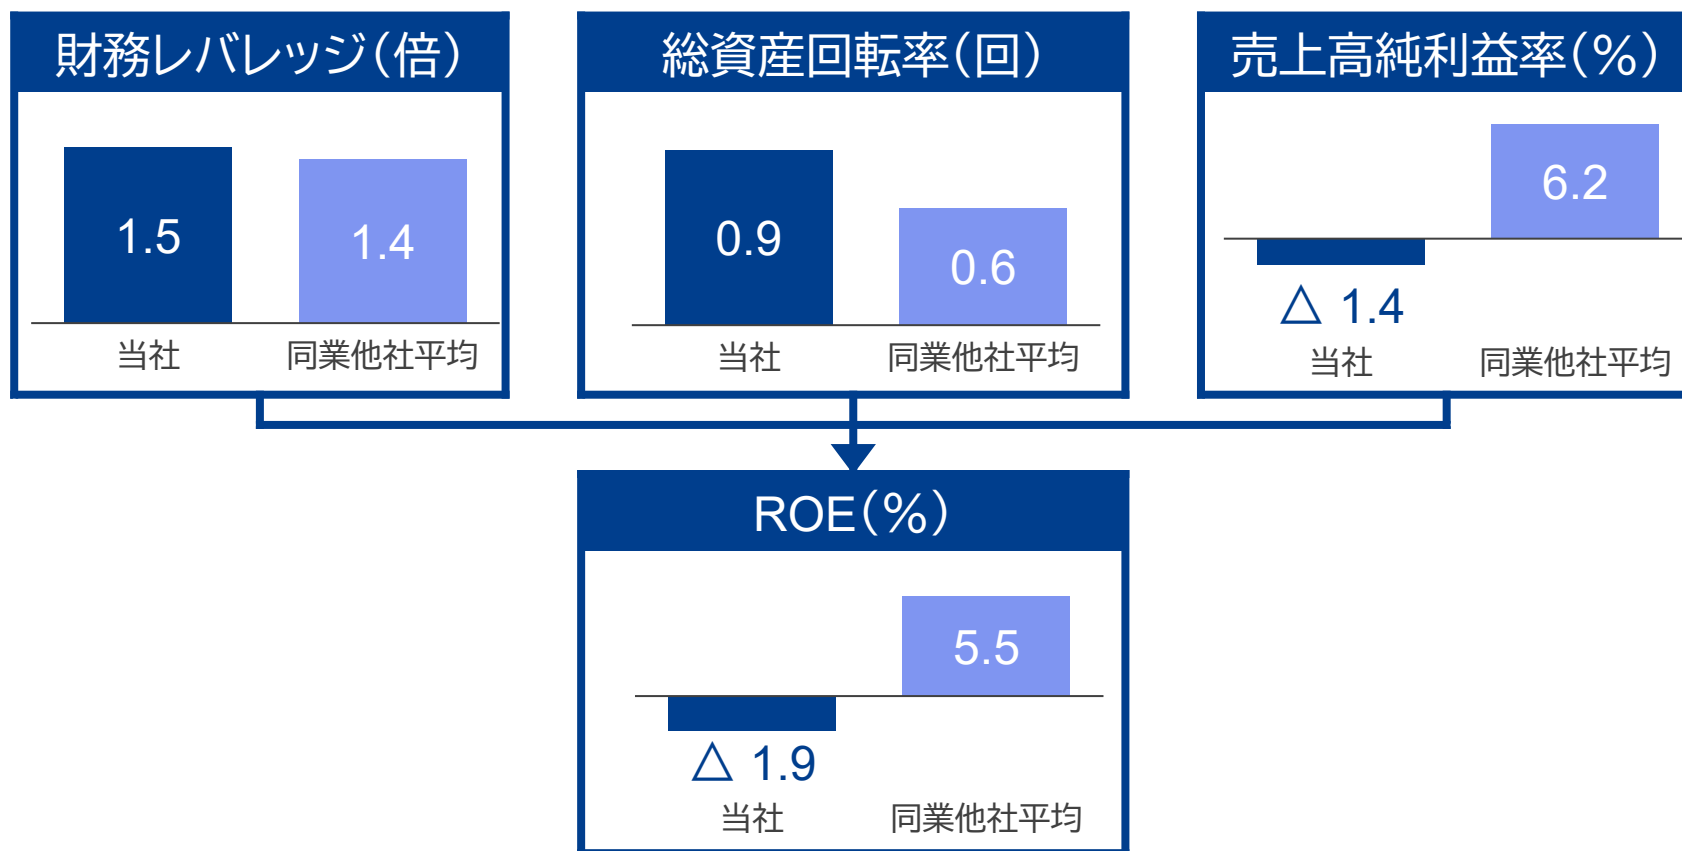 財務レバレッジ(倍)
1.5
1.4
当社
同業他社平均
総資産回転率(回)
0.9
0.6
当社
同業他社平均
売上高純利益率(%)
6.2
△ 1.4
当社
同業他社平均
ROE(%)
5.5
△ 1.9
当社
同業他社平均